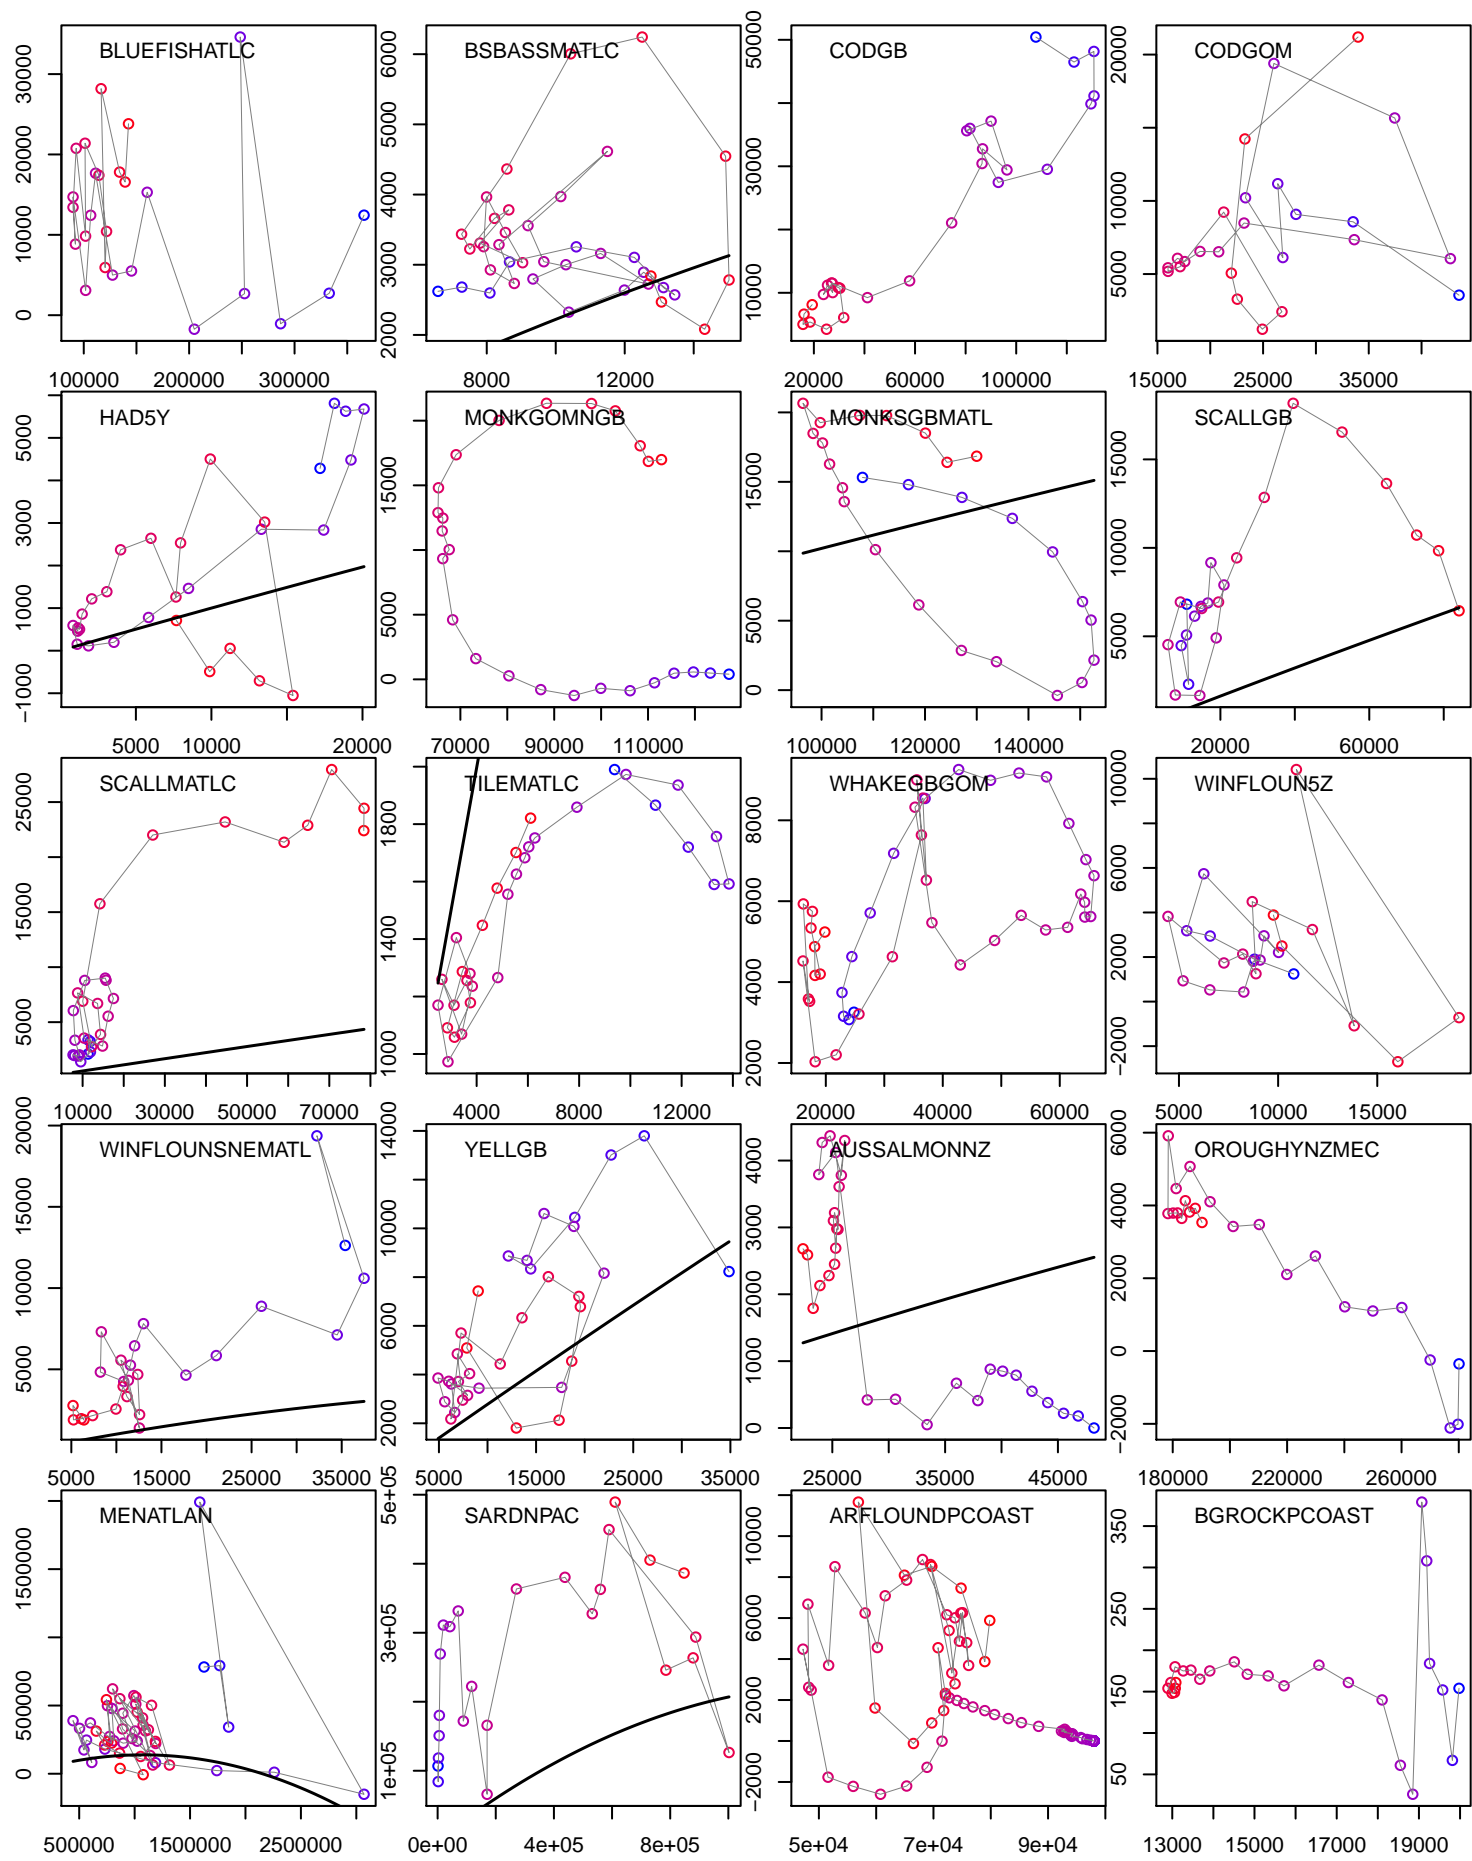 BLUEFISHATLC
0 10000 20000 30000
100000 200000 300000
BSBASSMATLC
2000 3000 4000 5000 6000
8000 12000
CODGB
10000 30000 50000
20000 60000 100000
CODGOM
5000 10000 20000
15000 25000 35000
HAD5Y
−1000 1000 3000 5000
5000 10000 20000
MONKGOMNGB
0 5000 15000
70000 90000 110000
MONKSGBMATL
0 5000 15000
100000 120000 140000
SCALLGB
5000 10000 15000
20000 60000
SCALLMATLC
5000 15000 25000
10000 30000 50000 70000
TILEMATLC
1000 1400 1800
4000 8000 12000
WHAKEGBGOM
2000 4000 6000 8000
20000 40000 60000
WINFLOUN5Z
−2000 2000 6000 10000
5000 10000 15000
WINFLOUNSNEMATL
5000 10000 15000 20000
5000 15000 25000 35000
YELLGB
2000 6000 10000 14000
5000 15000 25000 35000
AUSSALMONNZ
0 1000 2000 3000 4000
25000 35000 45000
OROUGHYNZMEC
−2000 0 2000 4000 6000
180000 220000 260000
MENATLAN
0 500000 1500000
500000 1500000 2500000
SARDNPAC
1e+05 3e+05 5e+05
0e+00 4e+05 8e+05
ARFLOUNDPCOAST
−2000 2000 6000 10000
5e+04 7e+04 9e+04
BGROCKPCOAST
50 150 250 350
13000 15000 17000 19000